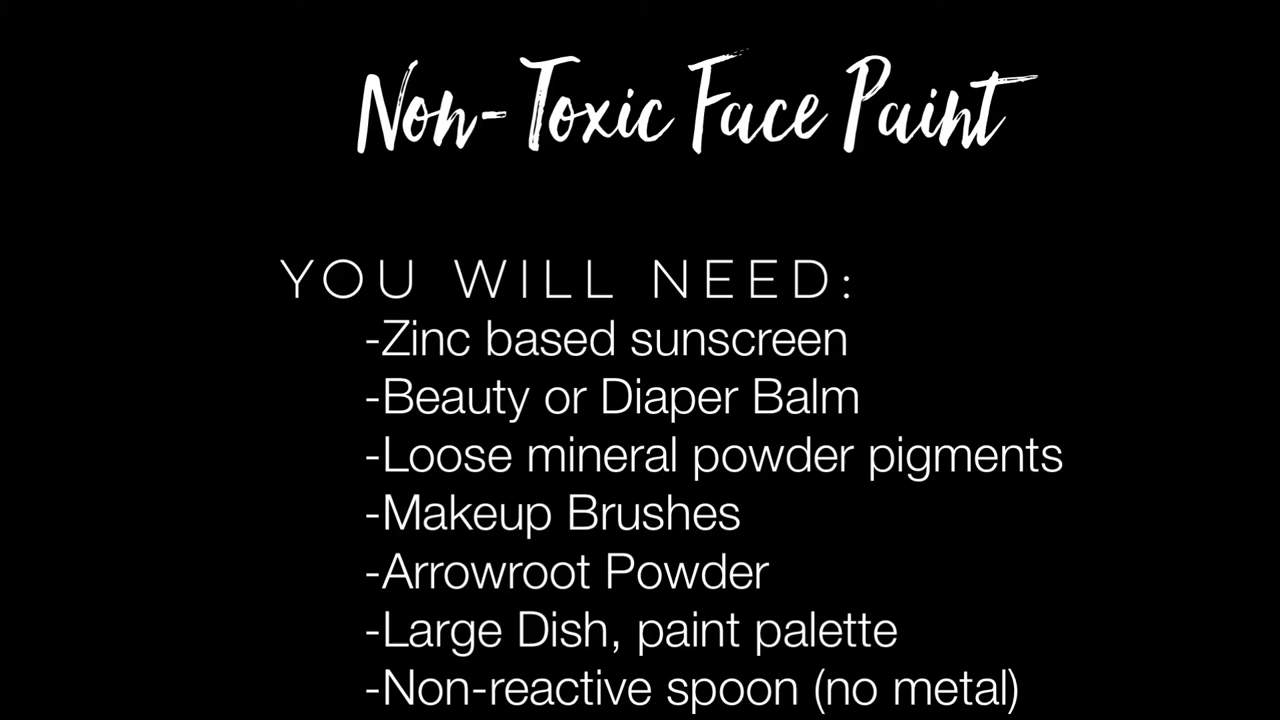 Non-Toxic Face Paint
YOU WILL NEED:
-Zinc based sunscreen
-Beauty or Diaper Balm
-Loose mineral powder pigments
-Makeup Brushes
-Arrowroot Powder
-Large Dish, paint palette
-Non-reactive spoon (no metal)